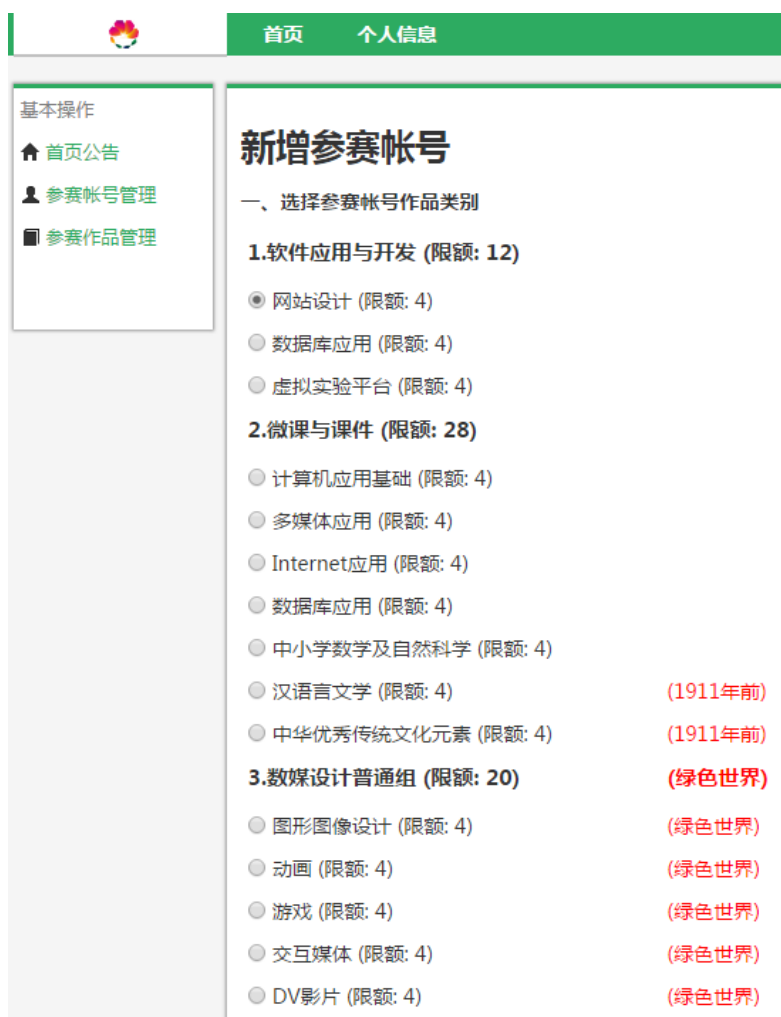 首页 个人信息
基本操作
首页公告
参赛帐号管理
参赛作品管理
新增参赛帐号
一、选择参赛帐号作品类别
1.软件应用与开发 (限额: 12)
网站设计 (限额: 4)
数据库应用 (限额: 4)
虚拟实验平台 (限额: 4)
2.微课与课件 (限额: 28)
计算机应用基础 (限额: 4)
多媒体应用 (限额: 4)
Internet应用 (限额: 4)
数据库应用 (限额: 4)
中小学数学及自然科学 (限额: 4)
汉语言文学 (限额: 4) (1911年前)
中华优秀传统文化元素 (限额: 4) (1911年前)
3.数媒设计普通组 (限额: 20) (绿色世界)
图形图像设计 (限额: 4) (绿色世界)
动画 (限额: 4) (绿色世界)
游戏 (限额: 4) (绿色世界)
交互媒体 (限额: 4) (绿色世界)
DV影片 (限额: 4) (绿色世界)